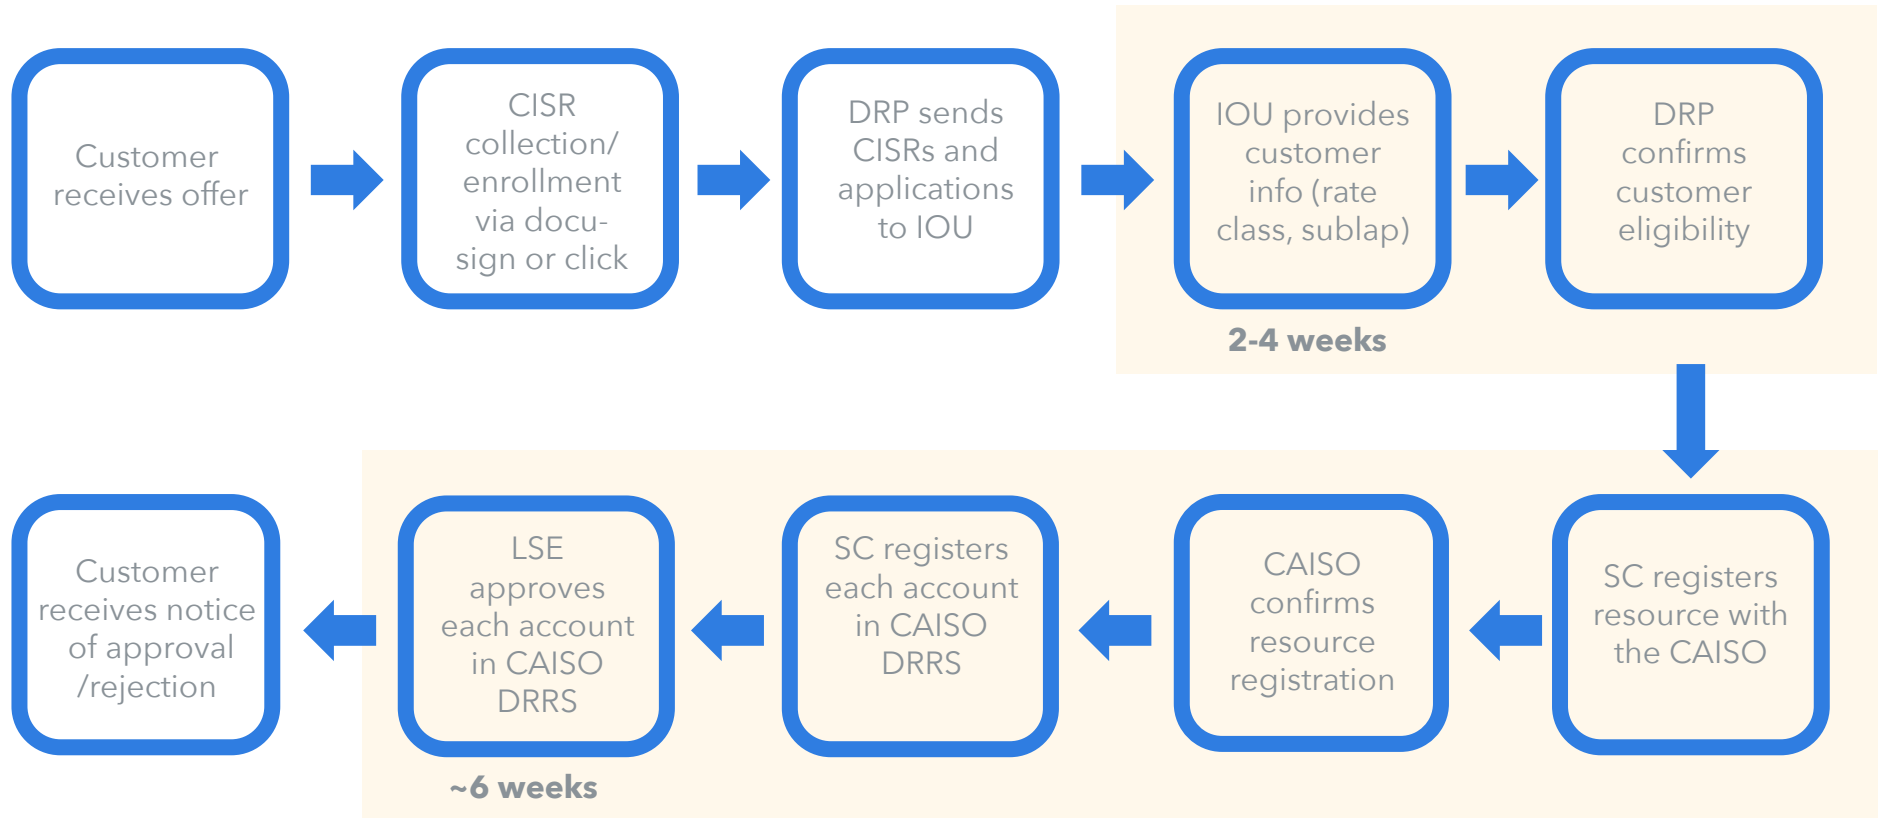 Customer
receives offer
CISR
collection/
enrollment
via docu-
sign or click
DRP sends
CISRs and
applications
to IOU
IOU provides
customer
info (rate
class, sublap)
2-4 weeks
DRP
confirms
customer
eligibility
SC registers
resource with
the CAISO
CAISO
confirms
resource
registration
SC registers
each account
in CAISO
DRRS
LSE
approves
each account
in CAISO
DRRS
~6 weeks
Customer
receives notice
of approval
/rejection